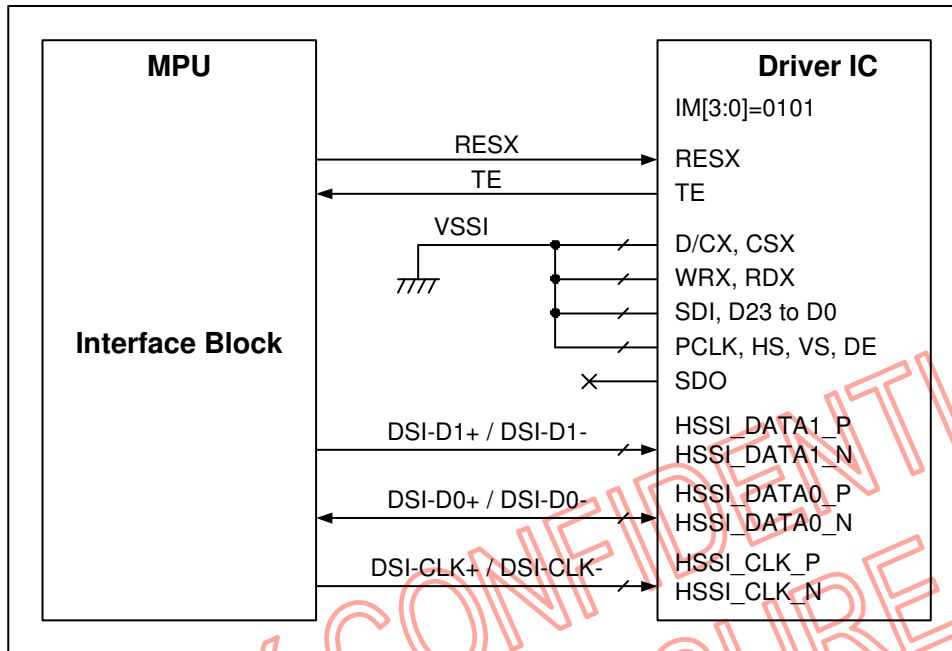 MPU
Driver IC
IM[3:0]=0101
RESX
RESX
TE
TE
VSSI
D/CX, CSX
WRX, RDX
SDI, D23 to D0
Interface Block
PCLK, HS, VS, DE
SDO
DSI-D1+ / DSI-D1-
HSSI_DATA1_P
HSSI_DATA1_N
DSI-D0+ / DSI-D0-
HSSI_DATA0_P
HSSI_DATA0_N
DSI-CLK+ / DSI-CLK-
HSSI_CLK_P
HSSI_CLK_N